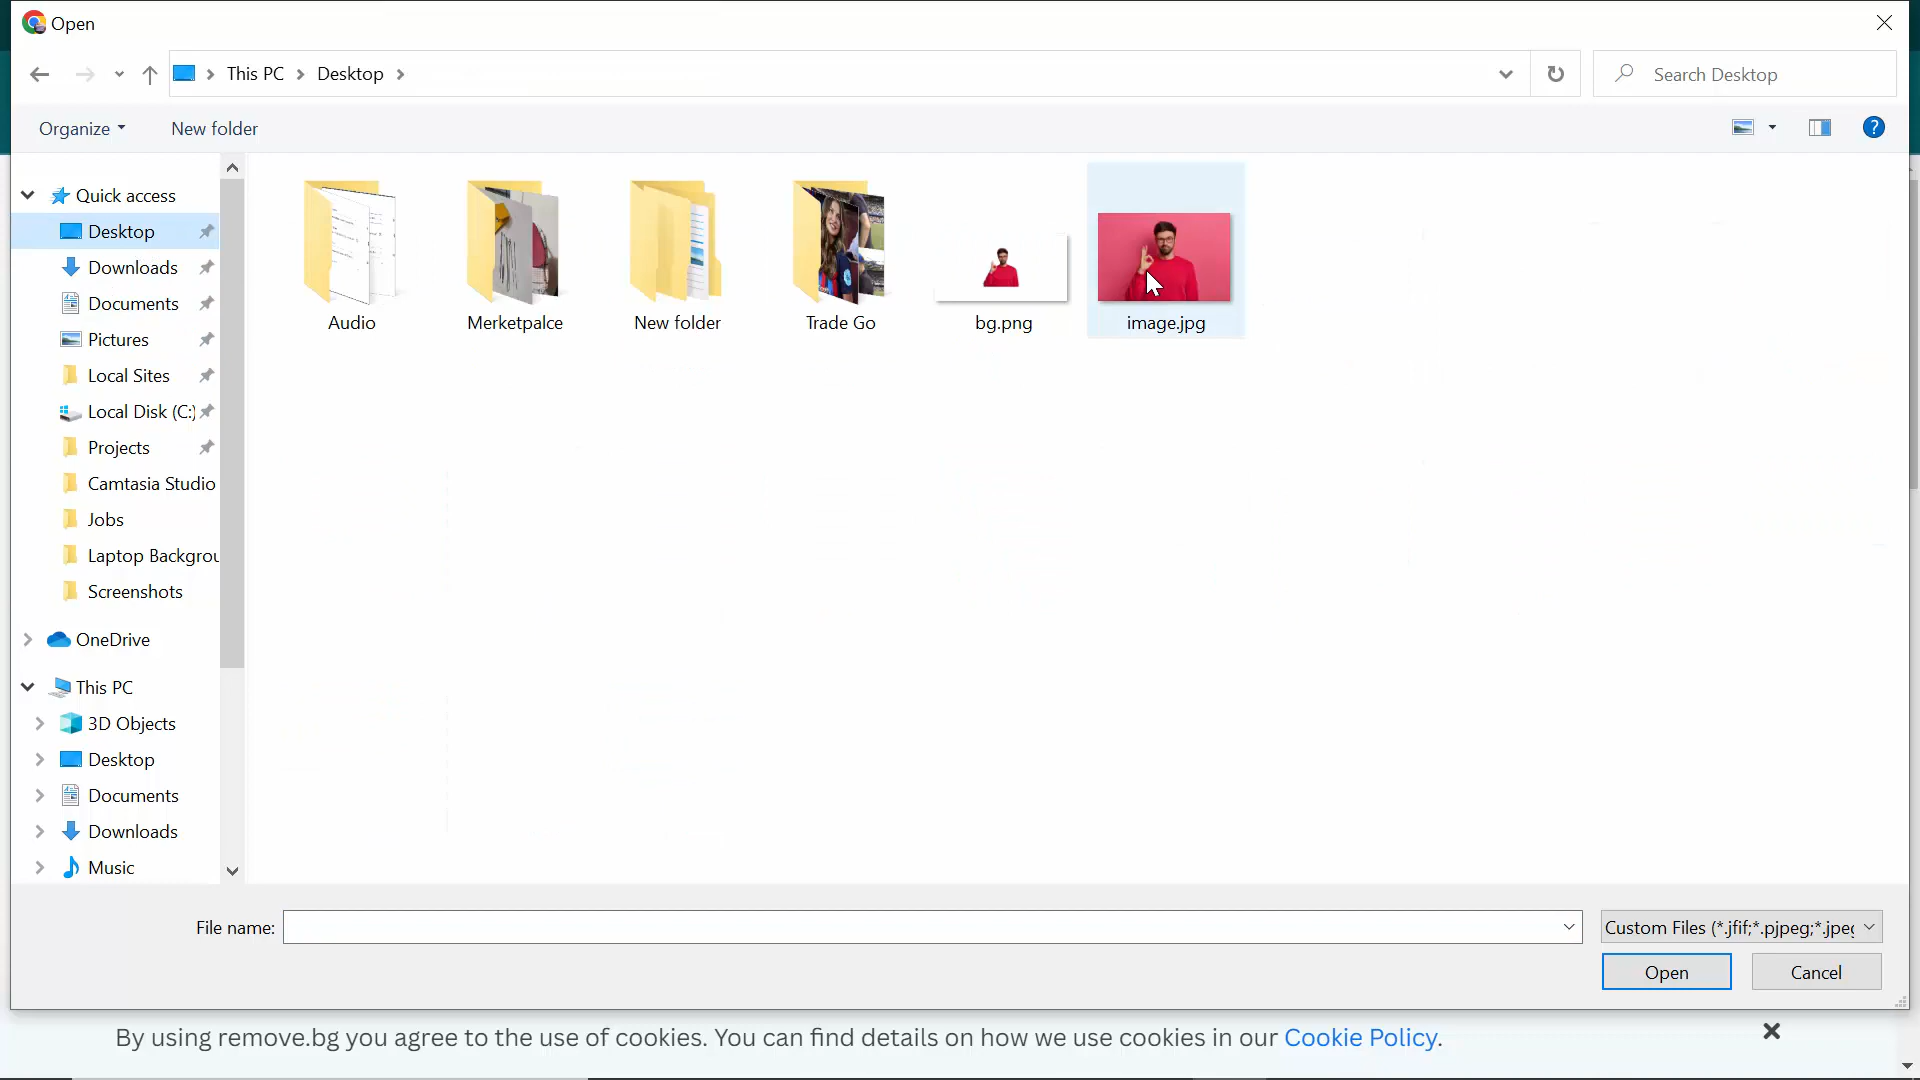 Open
This PC
Desktop
Search Desktop
Organize
New folder
Quick access
Desktop
Downloads
Documents
Pictures
Local Sites
Local Disk (C:)
Projects
Camtasia Studio
Jobs
Laptop Backgrou
Screenshots
OneDrive
This PC
3D Objects
Desktop
Documents
Downloads
Music
Audio
Merketpalce
New folder
Trade Go
bg.png
image.jpg
File name:
Custom Files (*.jfif;*.pjpeg;*.jpeg
Open
Cancel
By using remove.bg you agree to the use of cookies. You can find details on how we use cookies in our Cookie Policy.